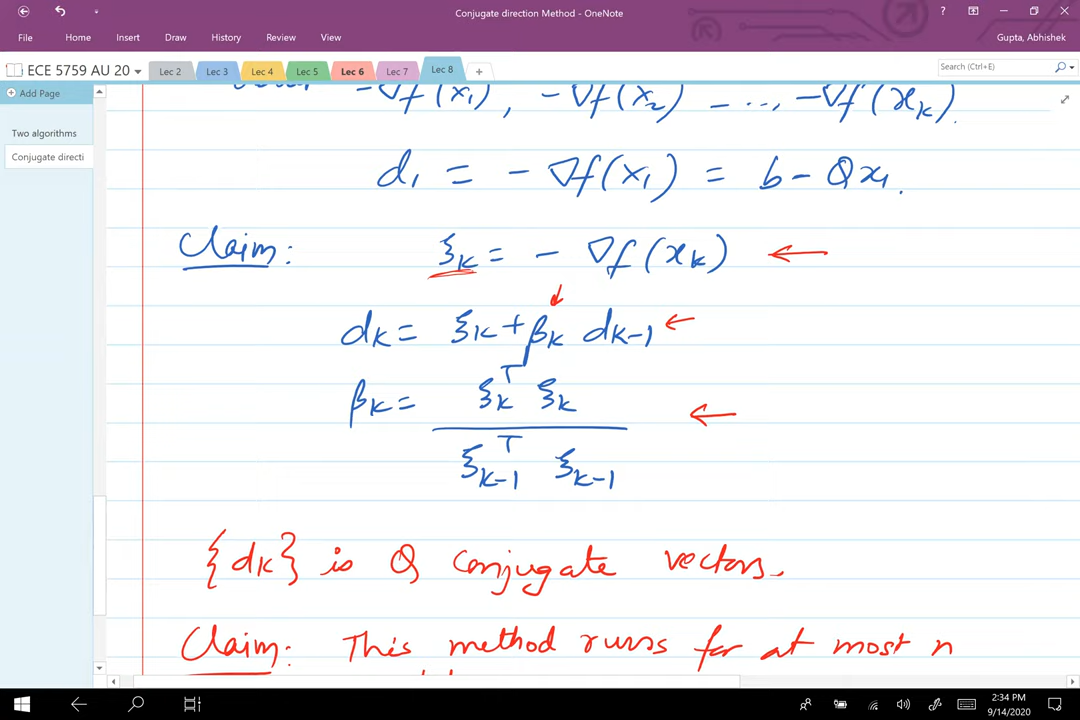 Conjugate direction Method - OneNote
? Gupta, Abhishek
File Home Insert Draw History Review View
ECE 5759 AU 20 Lec 2 Lec 3 Lec 4 Lec 5 Lec 6 Lec 7 Lec 8 +
Search (Ctrl+E)
Add Page
Two algorithms
Conjugate directi
-∇f(x₁), -∇f(x₂) - ..., -∇f(xₖ).
d₁ = - ∇f(x₁) = b - Qx₁.
Claim: ξₖ = - ∇f(xₖ) ←
dₖ = ξₖ + βₖ dₖ₋₁ ←
βₖ = ξₖᵀ ξₖ ←
ξₖ₋₁ᵀ ξₖ₋₁
{dₖ} is Q conjugate vectors.
Claim: This method runs for at most n
2:34 PM
9/14/2020